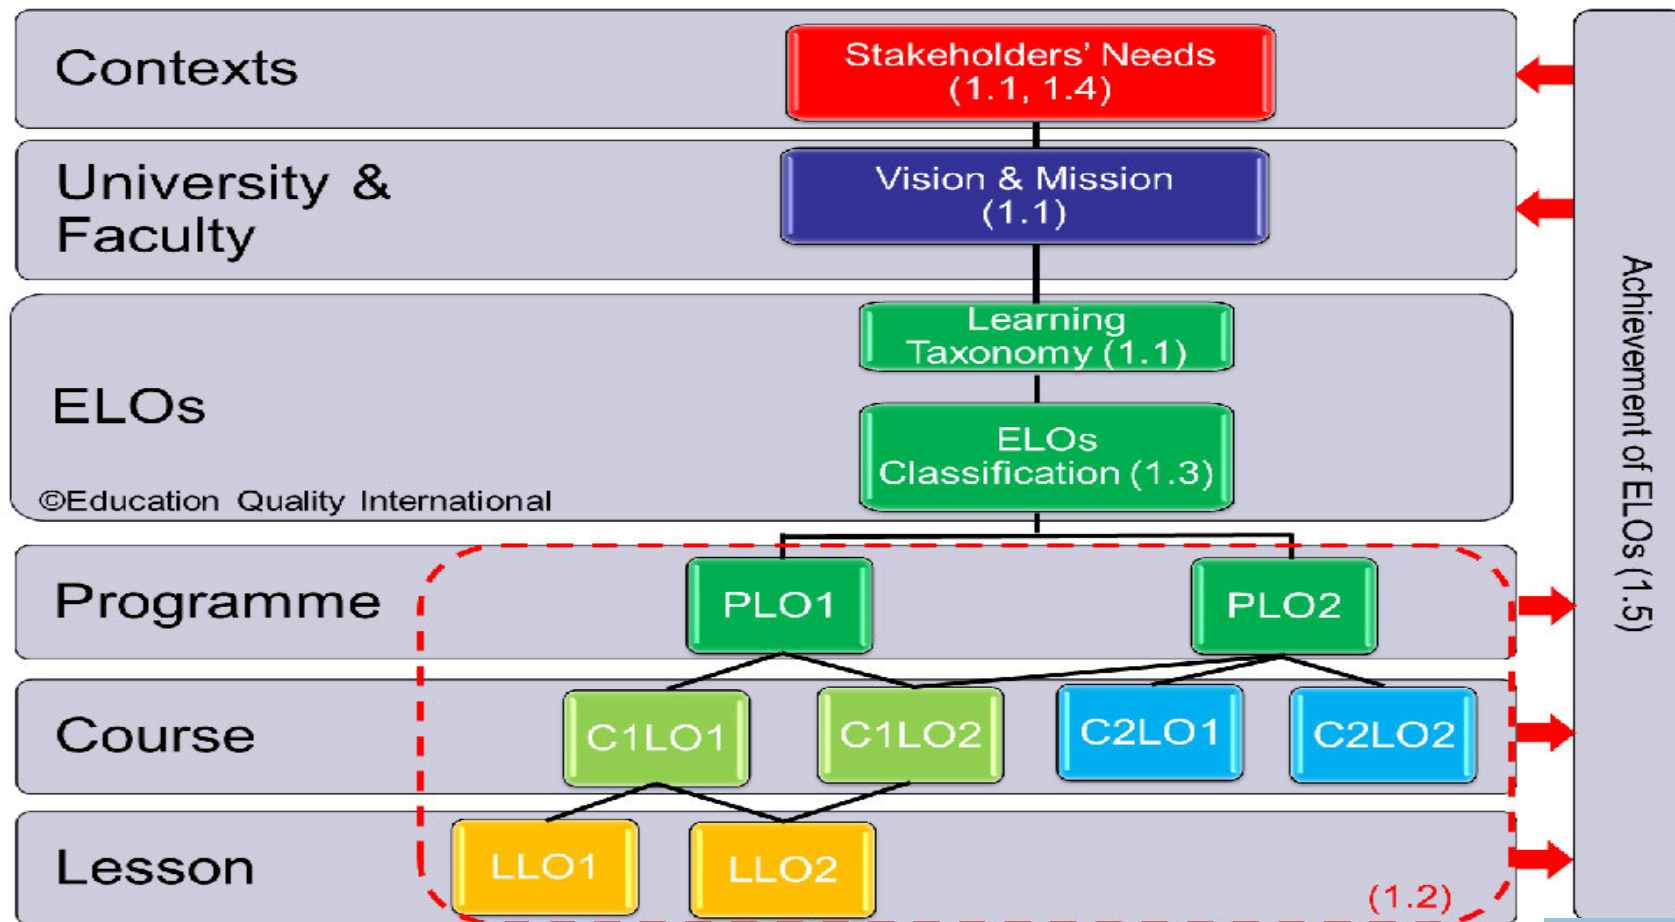 Contexts
Stakeholders' Needs
(1.1, 1.4)
University &
Faculty
Vision & Mission
(1.1)
ELOs
Learning
Taxonomy (1.1)
ELOs
Classification (1.3)
©Education Quality International
Programme
PLO1
PLO2
Course
C1LO1
C1LO2
C2LO1
C2LO2
Lesson
LLO1
LLO2
(1.2)
Achievement of ELOs (1.5)